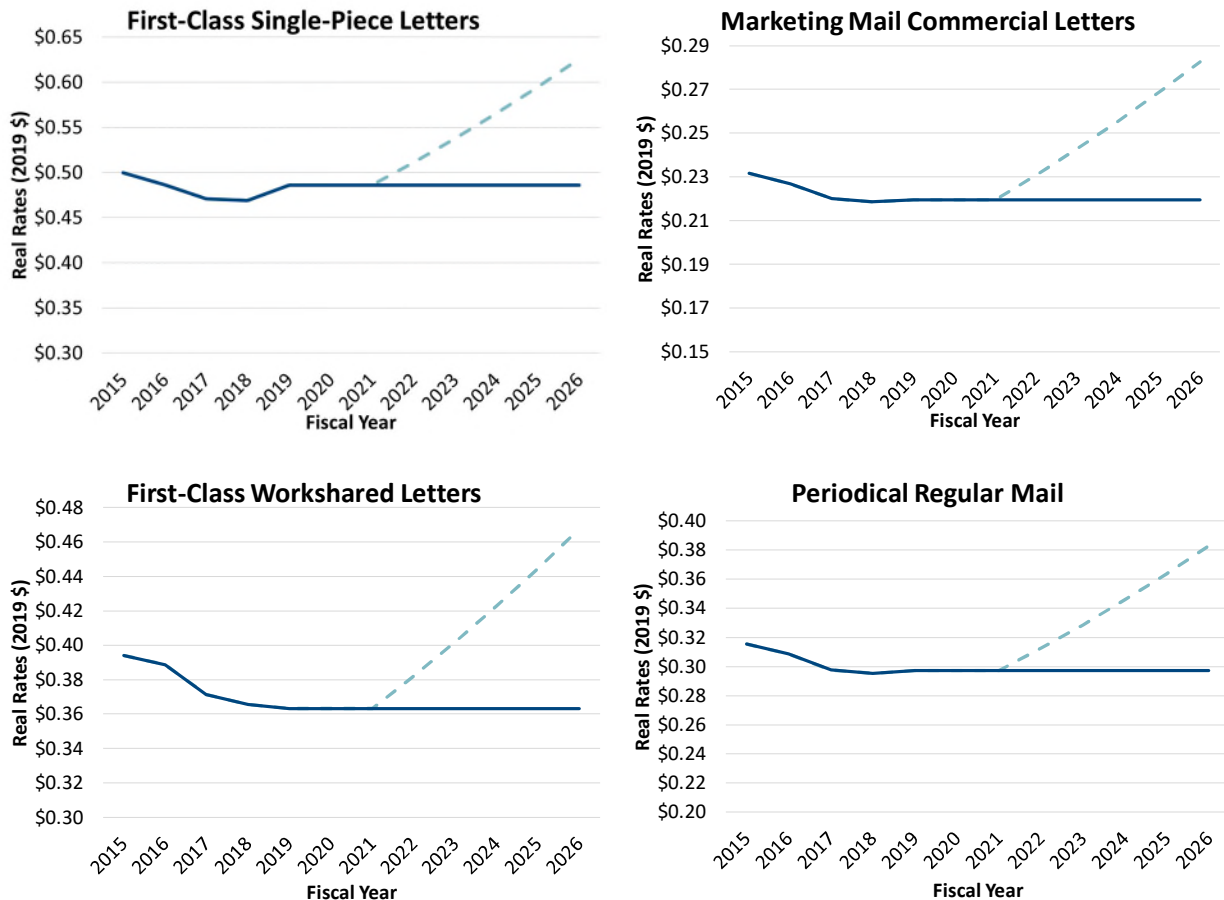 First-Class Single-Piece Letters
$0.65
$0.60
$0.55
$0.50
$0.45
$0.40
$0.35
$0.30
Real Rates (2019 $)
2015 2016 2017 2018 2019 2020 2021 2022 2023 2024 2025 2026
Fiscal Year
Marketing Mail Commercial Letters
$0.29
$0.27
$0.25
$0.23
$0.21
$0.19
$0.17
$0.15
Real Rates (2019 $)
2015 2016 2017 2018 2019 2020 2021 2022 2023 2024 2025 2026
Fiscal Year
First-Class Workshared Letters
$0.48
$0.46
$0.44
$0.42
$0.40
$0.38
$0.36
$0.34
$0.32
$0.30
Real Rates (2019 $)
2015 2016 2017 2018 2019 2020 2021 2022 2023 2024 2025 2026
Fiscal Year
Periodical Regular Mail
$0.40
$0.38
$0.36
$0.34
$0.32
$0.30
$0.28
$0.26
$0.24
$0.22
$0.20
Real Rates (2019 $)
2015 2016 2017 2018 2019 2020 2021 2022 2023 2024 2025 2026
Fiscal Year